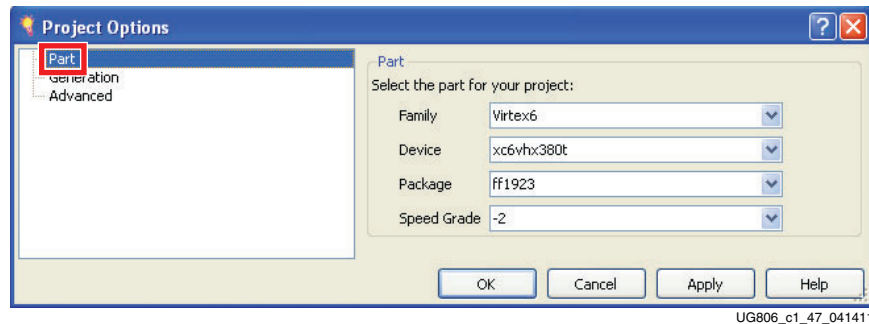 Project Options
Part
Generation
Advanced
Part
Select the part for your project:
Family Virtex6
Device xc6vhx380t
Package ff1923
Speed Grade -2
OK Cancel Apply Help
UG806_c1_47_041411